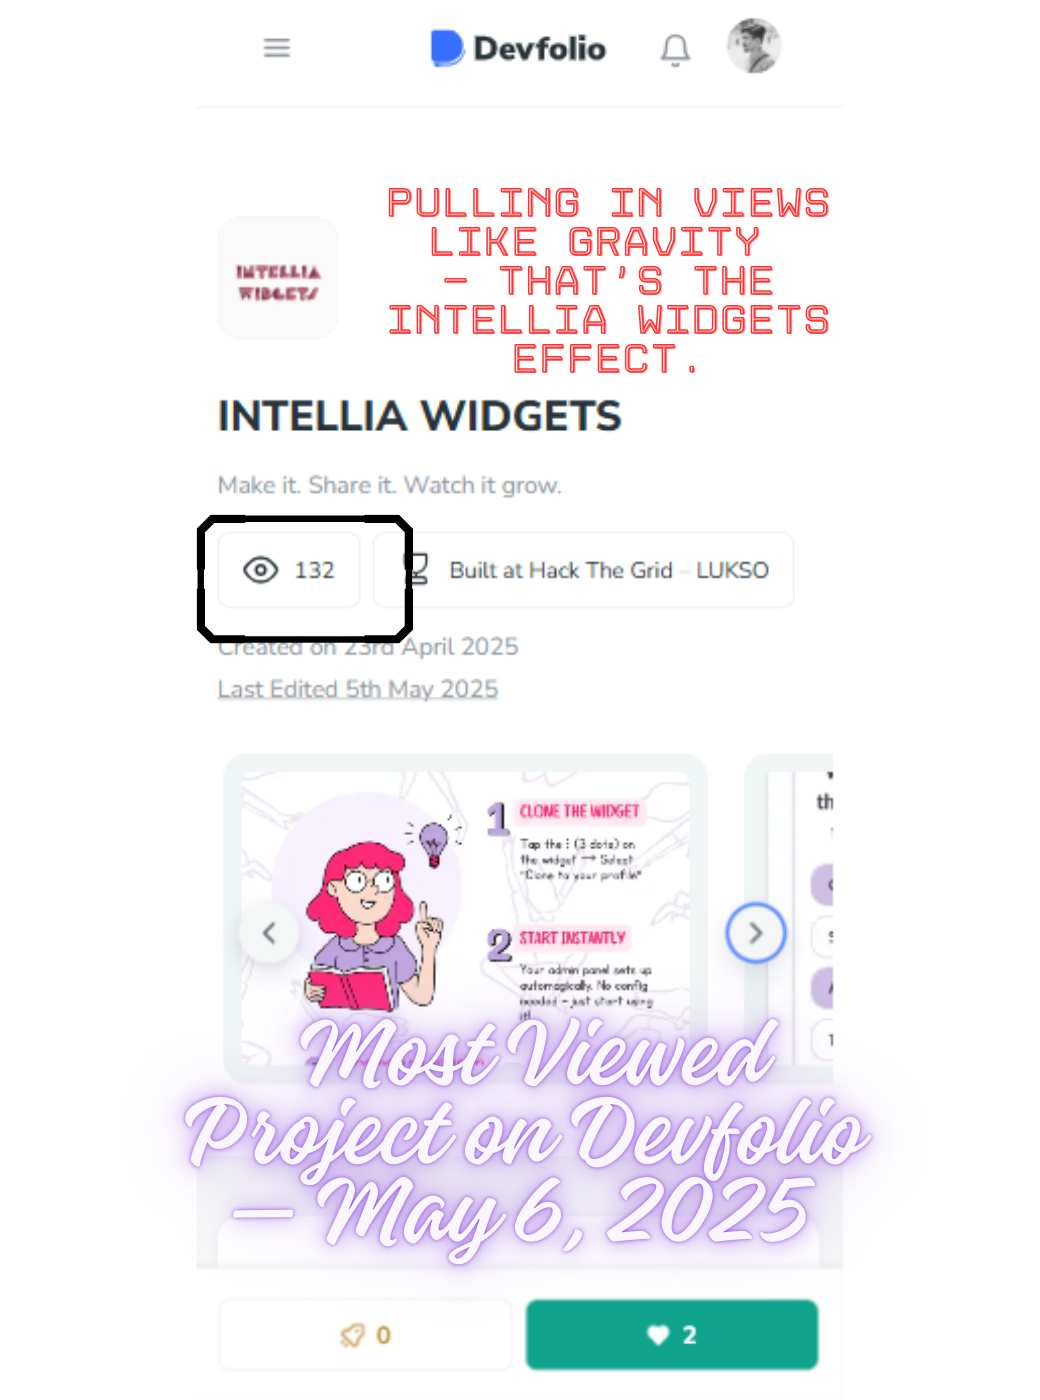 Devfolio
PULLING IN VIEWS
LIKE GRAVITY
– THAT'S THE
INTELLIA WIDGETS
EFFECT.
INTELLIA
WIDGETS
INTELLIA WIDGETS
Make it. Share it. Watch it grow.
132
Built at Hack The Grid – LUKSO
Created on 23rd April 2025
Last Edited 5th May 2025
1 CLONE THE WIDGET
Tap the ⋮ (3 dots) on
the widget → Select
"Clone to your profile"
2 START INSTANTLY
Your admin panel sets up
automagically. No config
needed – just start using
it!
th
Most Viewed
Project on Devfolio
– May 6, 2025
0
2